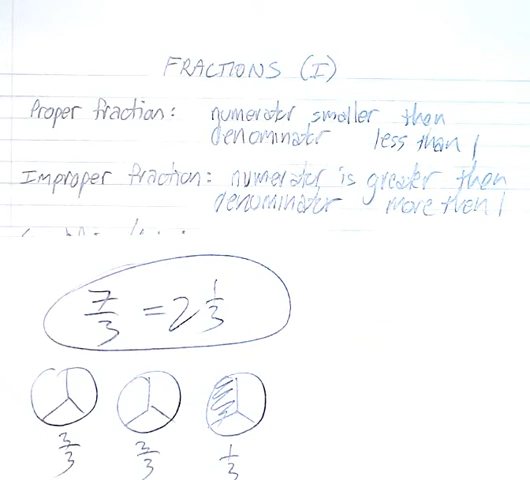 FRACTIONS (I)
Proper fraction: numerator smaller than
denominator less than 1
Improper fraction: numerator is greater then
denominator more then 1
7/3 = 2 1/3
3/3 3/3 1/3